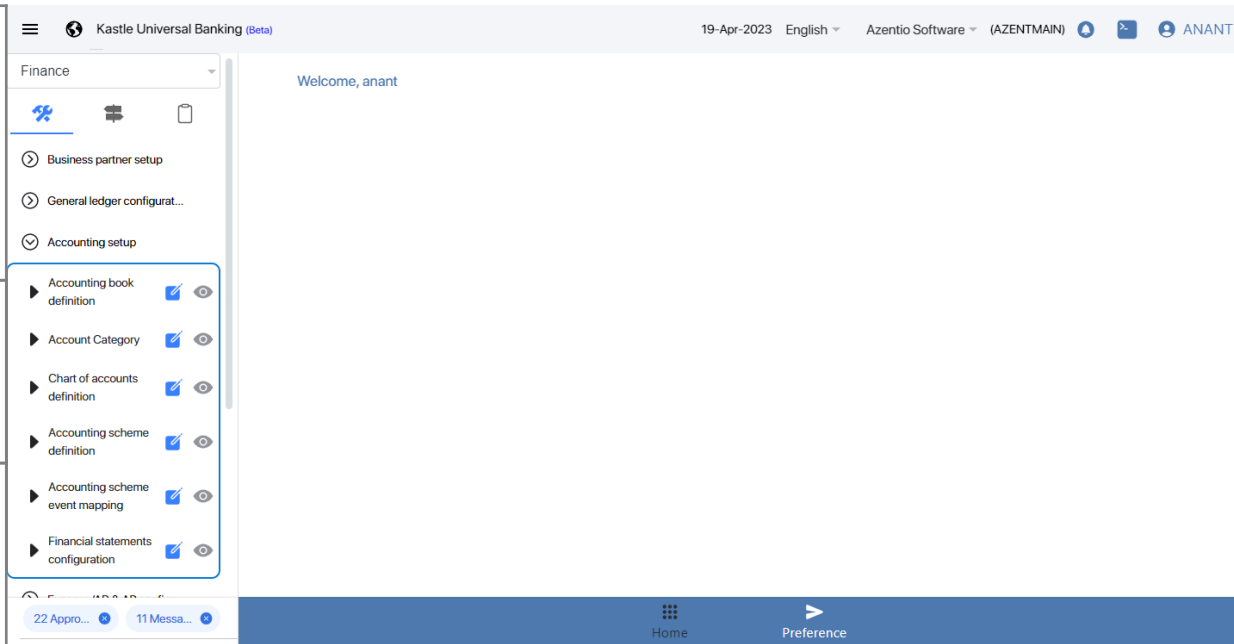 Kastle Universal Banking (Beta)
19-Apr-2023 English Azentio Software (AZENTMAIN) ANANT
Finance
Welcome, anant
Business partner setup
General ledger configurat...
Accounting setup
Accounting book
definition
Account Category
Chart of accounts
definition
Accounting scheme
definition
Accounting scheme
event mapping
Financial statements
configuration
22 Appro... 11 Messa...
Home Preference